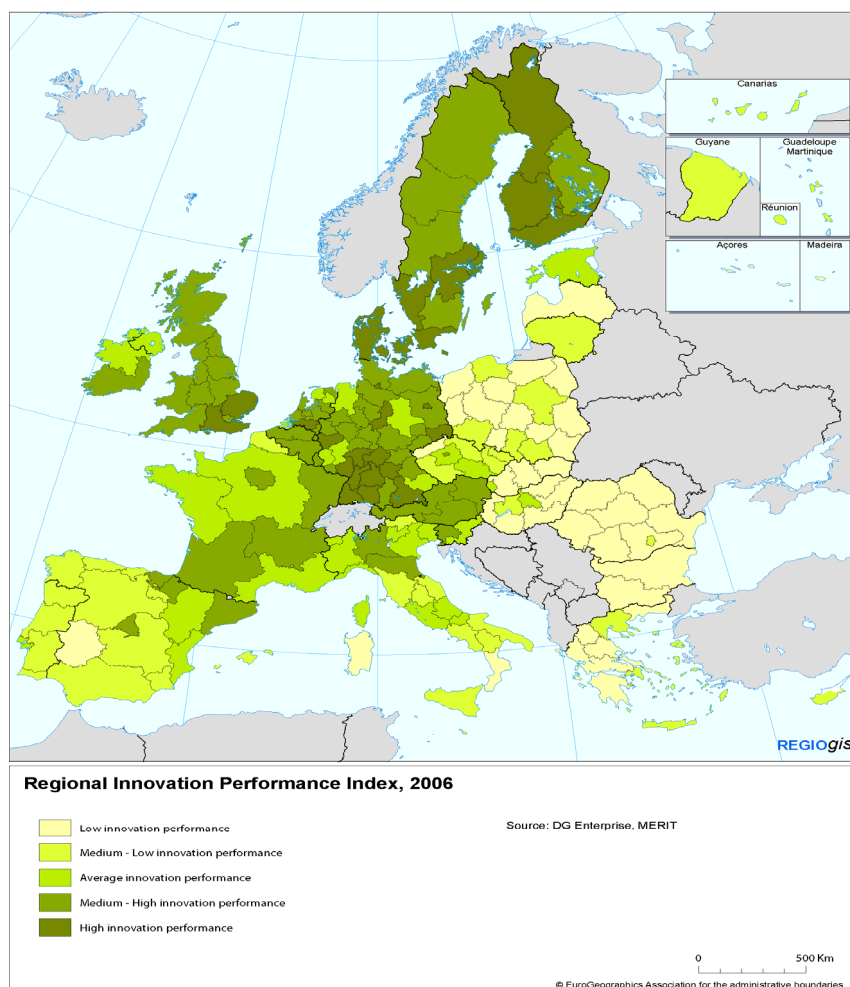 Canarias
Guyane
Guadeloupe
Martinique
Réunion
Açores
Madeira
REGIOgis
Regional Innovation Performance Index, 2006
Low innovation performance
Source: DG Enterprise, MERIT
Medium - Low innovation performance
Average innovation performance
Medium - High innovation performance
High innovation performance
0 500 Km
© EuroGeographics Association for the administrative boundaries